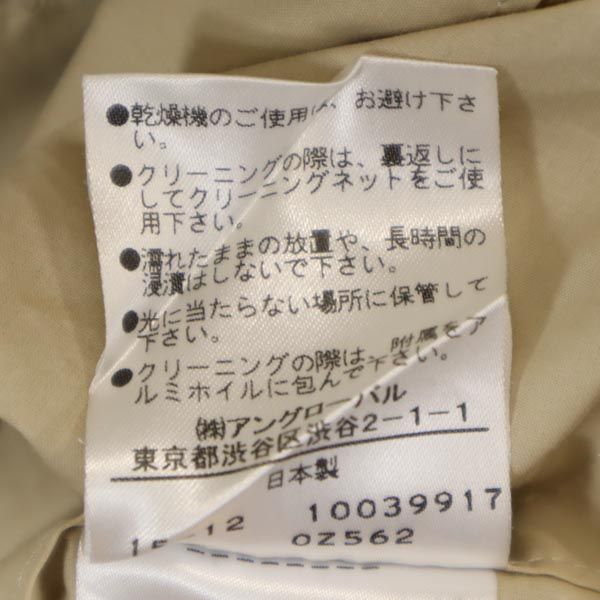 ●乾燥機のご使用は、お避け下さ
い。
●クリーニングの際は、裏返しに
してクリーニングネットをご使
用下さい。
●濡れたままの放置や、長時間の
浸漬はしないで下さい。
●光に当たらない場所に保管して
下さい。
●クリーニングの際は、附属をア
ルミホイルに包んで下さい。
㈱アングローバル
東京都渋谷区渋谷2-1-1
日本製
10039917
OZ562